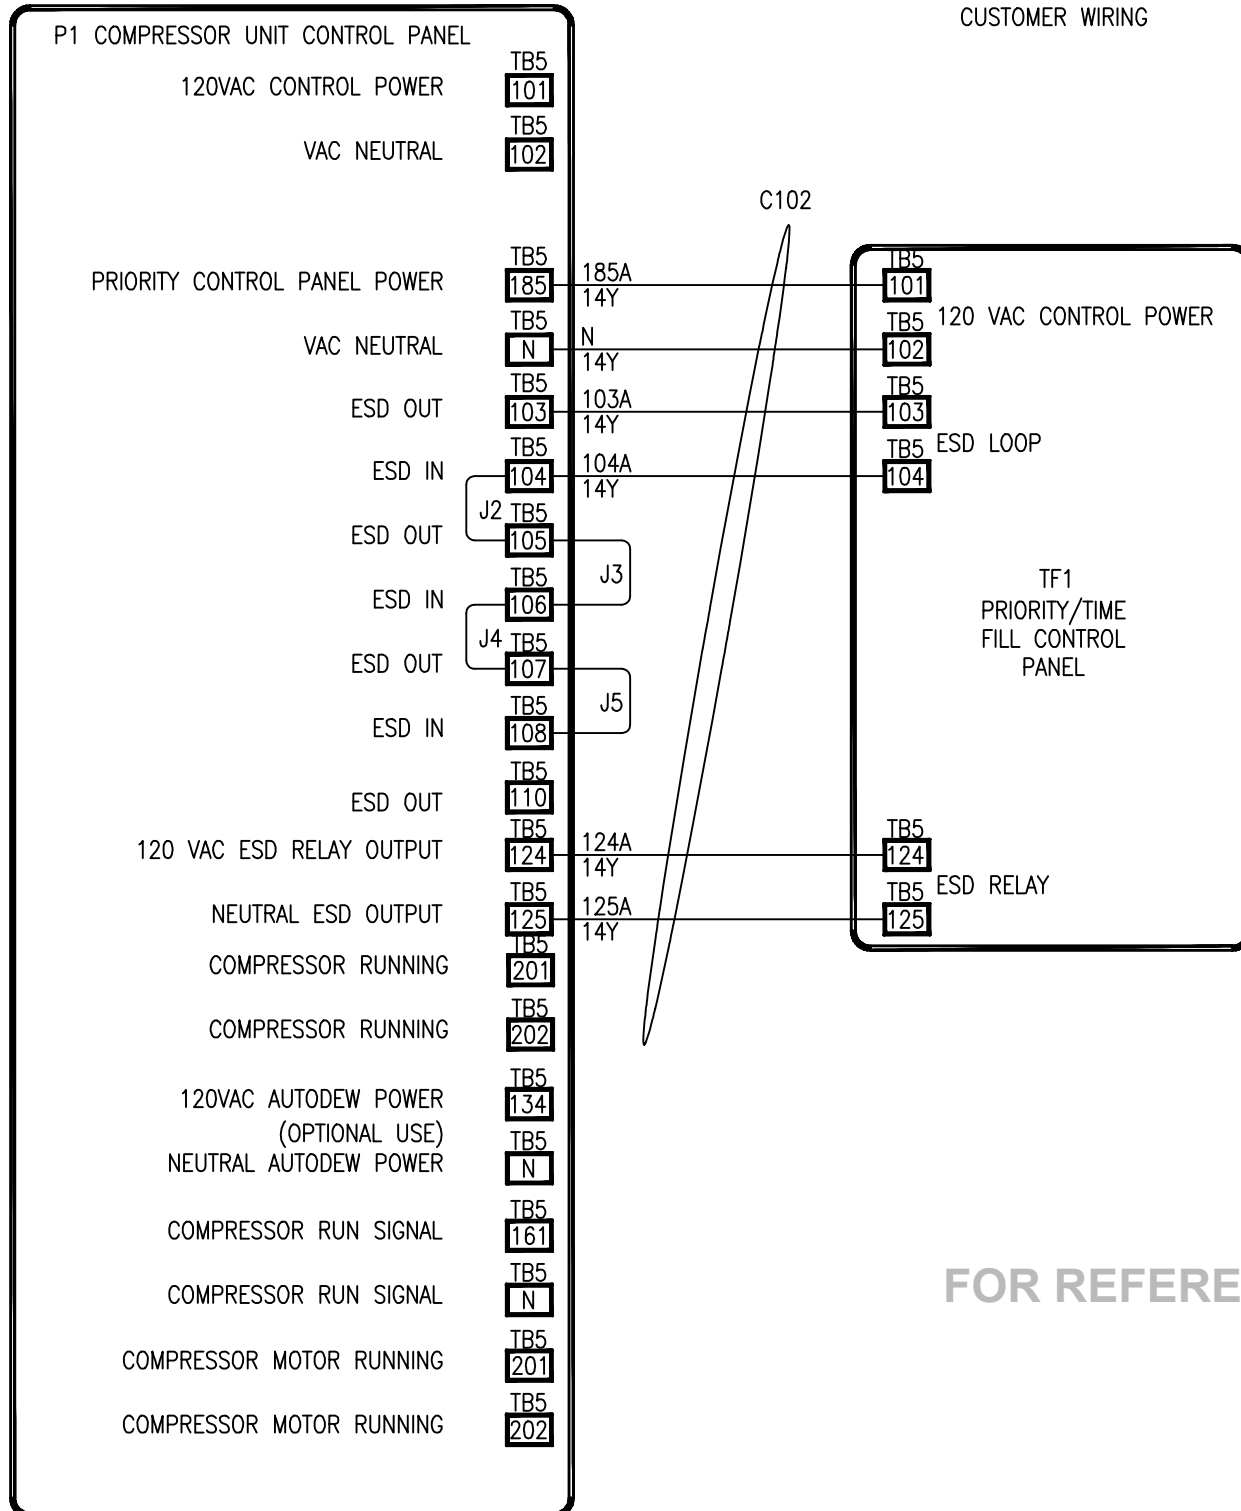 CUSTOMER WIRING
P1 COMPRESSOR UNIT CONTROL PANEL
TB5
120VAC CONTROL POWER 101
TB5
VAC NEUTRAL 102
C102
TB5
PRIORITY CONTROL PANEL POWER 185 185A
14Y
TB5
101
120 VAC CONTROL POWER
TB5
VAC NEUTRAL N N
14Y
TB5
102
TB5
ESD OUT 103 103A
14Y
TB5
103
ESD LOOP
TB5
ESD IN 104 104A
14Y
TB5
104
J2
TB5
ESD OUT 105
J3
TB5
ESD IN 106
J4
TB5
ESD OUT 107
J5
TB5
ESD IN 108
TF1
PRIORITY/TIME
FILL CONTROL
PANEL
TB5
ESD OUT 110
TB5
120 VAC ESD RELAY OUTPUT 124 124A
14Y
TB5
124
ESD RELAY
TB5
NEUTRAL ESD OUTPUT 125 125A
14Y
TB5
125
TB5
COMPRESSOR RUNNING 201
TB5
COMPRESSOR RUNNING 202
TB5
120VAC AUTODEW POWER 134
(OPTIONAL USE)
TB5
NEUTRAL AUTODEW POWER N
TB5
COMPRESSOR RUN SIGNAL 161
TB5
COMPRESSOR RUN SIGNAL N
FOR REFERE
TB5
COMPRESSOR MOTOR RUNNING 201
TB5
COMPRESSOR MOTOR RUNNING 202